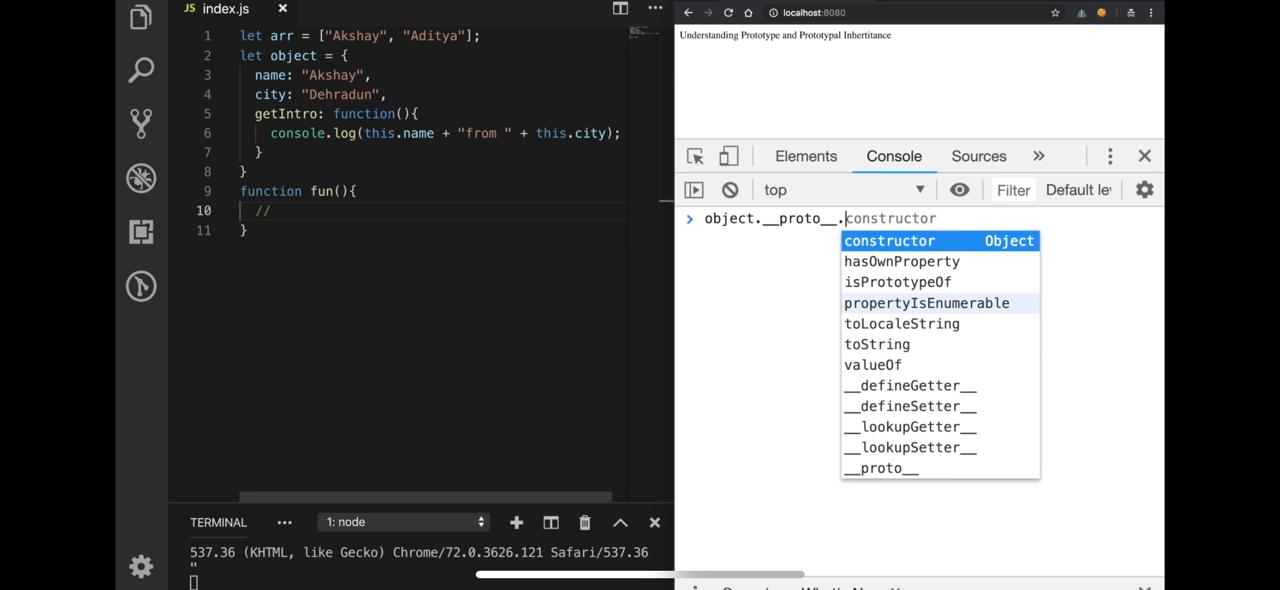 JS index.js
1 let arr = ["Akshay", "Aditya"];
2 let object = {
3 name: "Akshay",
4 city: "Dehradun",
5 getIntro: function(){
6 console.log(this.name + "from " + this.city);
7 }
8 }
9 function fun(){
10 //
11 }
TERMINAL
1: node
537.36 (KHTML, like Gecko) Chrome/72.0.3626.121 Safari/537.36
"
localhost:8080
Understanding Prototype and Prototypal Inhertitance
Elements Console Sources
top Filter Default lev
> object.__proto__.constructor
constructor Object
hasOwnProperty
isPrototypeOf
propertyIsEnumerable
toLocaleString
toString
valueOf
__defineGetter__
__defineSetter__
__lookupGetter__
__lookupSetter__
__proto__